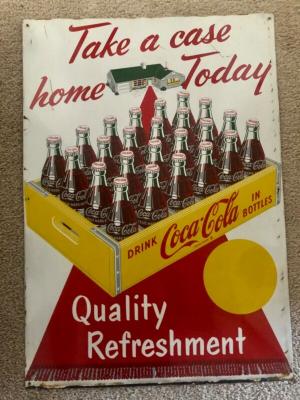 Take a case
home Today
DRINK Coca-Cola IN
BOTTLES
Quality
Refreshment